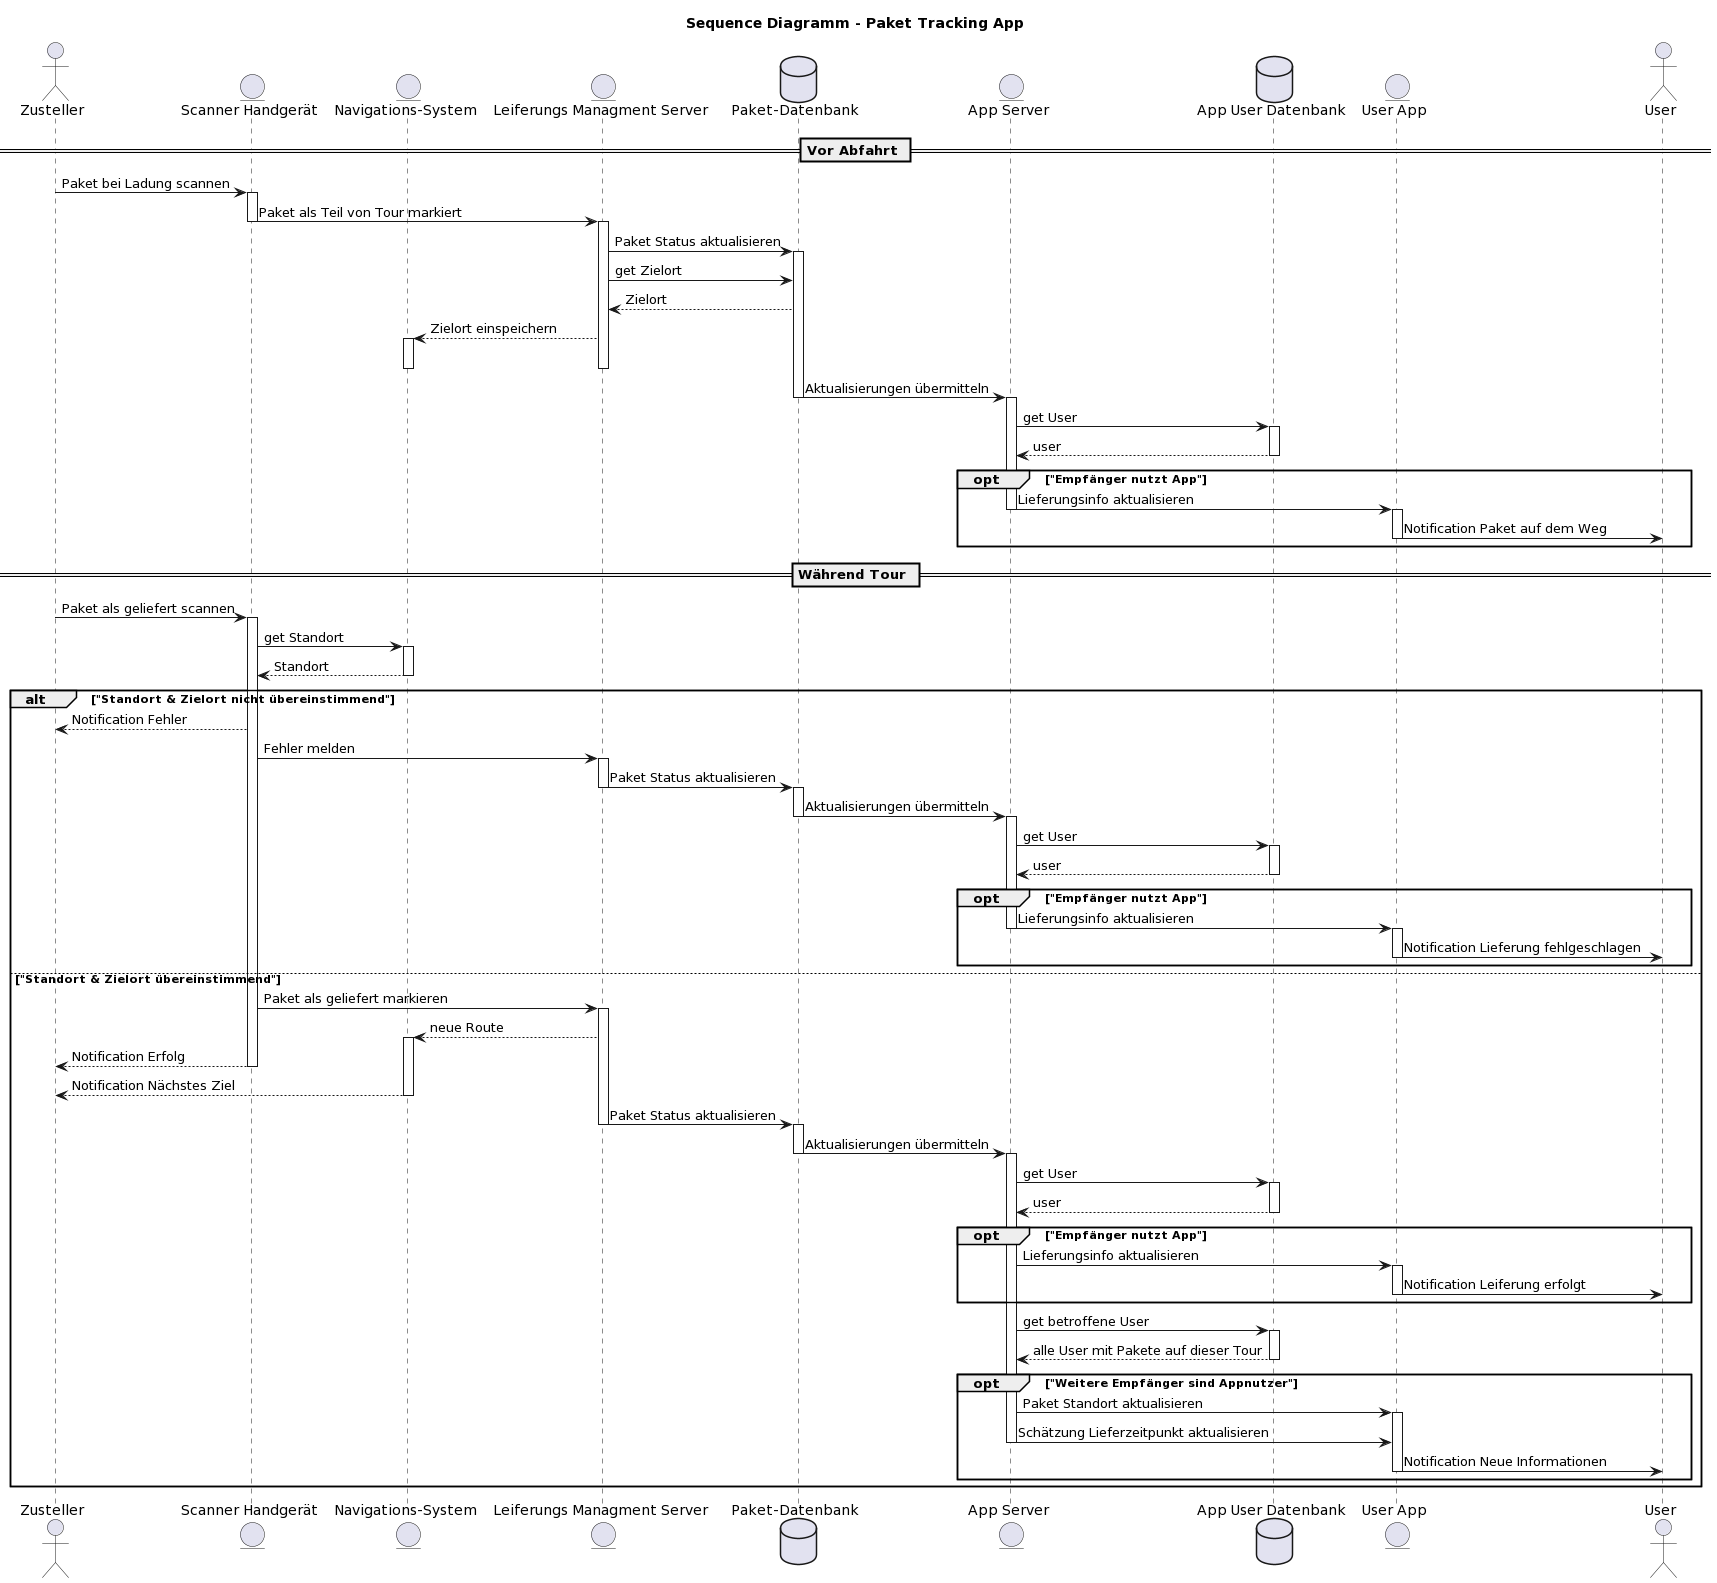 Sequence Diagramm - Paket Tracking App
Zusteller
Scanner Handgerät
Navigations-System
Leiferungs Managment Server
Paket-Datenbank
App Server
App User Datenbank
User App
User
Vor Abfahrt
Paket bei Ladung scannen
Paket als Teil von Tour markiert
Paket Status aktualisieren
get Zielort
Zielort
Zielort einspeichern
Aktualisierungen übermitteln
get User
user
opt ["Empfänger nutzt App"]
Lieferungsinfo aktualisieren
Notification Paket auf dem Weg
Während Tour
Paket als geliefert scannen
get Standort
Standort
alt ["Standort & Zielort nicht übereinstimmend"]
Notification Fehler
Fehler melden
Paket Status aktualisieren
Aktualisierungen übermitteln
get User
user
opt ["Empfänger nutzt App"]
Lieferungsinfo aktualisieren
Notification Lieferung fehlgeschlagen
["Standort & Zielort übereinstimmend"]
Paket als geliefert markieren
neue Route
Notification Erfolg
Notification Nächstes Ziel
Paket Status aktualisieren
Aktualisierungen übermitteln
get User
user
opt ["Empfänger nutzt App"]
Lieferungsinfo aktualisieren
Notification Leiferung erfolgt
get betroffene User
alle User mit Pakete auf dieser Tour
opt ["Weitere Empfänger sind Appnutzer"]
Paket Standort aktualisieren
Schätzung Lieferzeitpunkt aktualisieren
Notification Neue Informationen
Zusteller
Scanner Handgerät
Navigations-System
Leiferungs Managment Server
Paket-Datenbank
App Server
App User Datenbank
User App
User